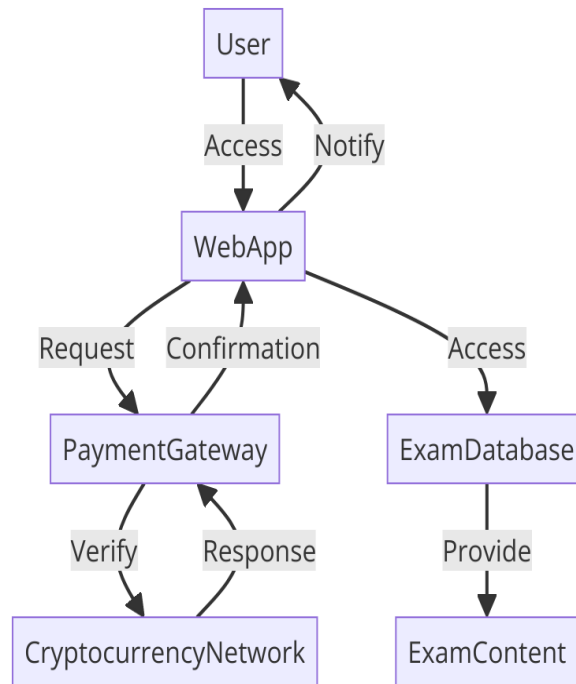 User
Access
Notify
WebApp
Request
Confirmation
Access
PaymentGateway
ExamDatabase
Verify
Response
Provide
CryptocurrencyNetwork
ExamContent